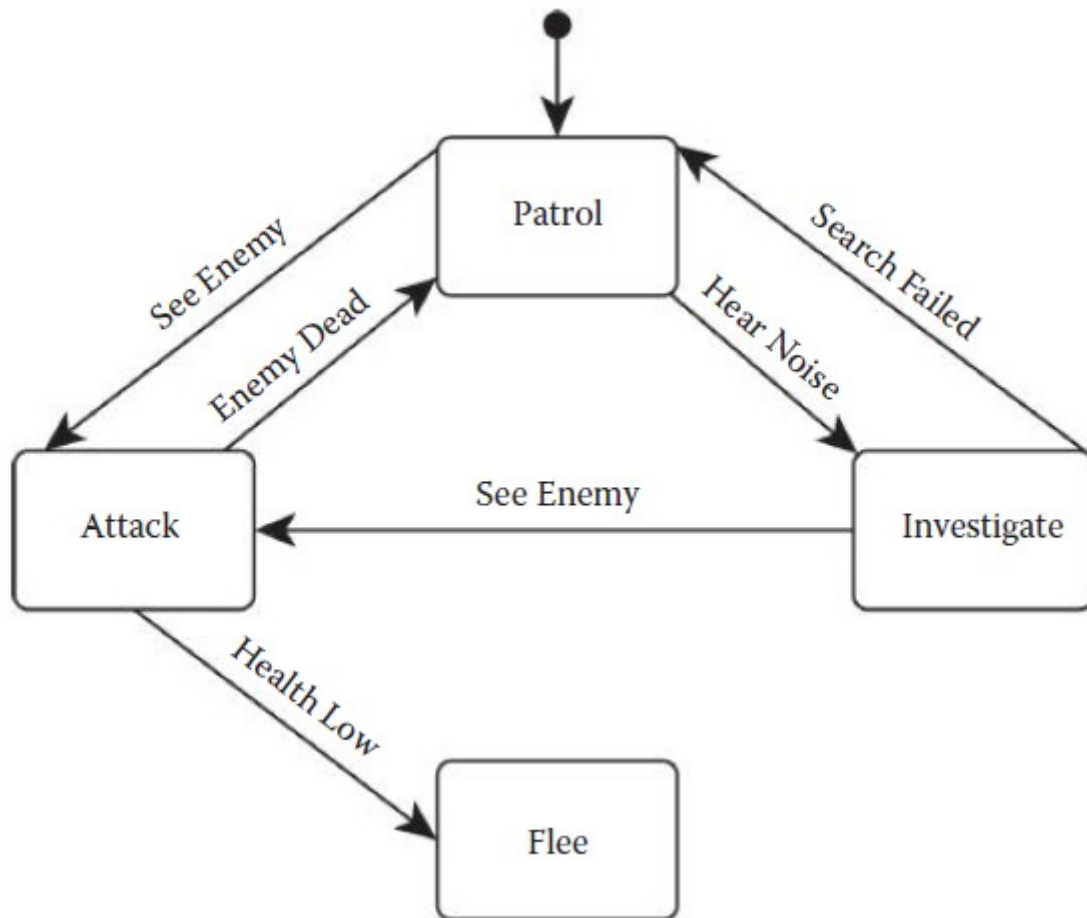 Patrol
See Enemy
Enemy Dead
Hear Noise
Search Failed
Attack
See Enemy
Investigate
Health Low
Flee